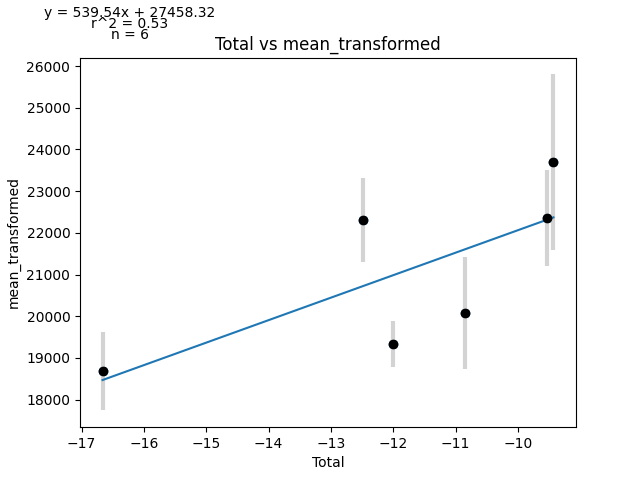 y = 539.54x + 27458.32
r^2 = 0.53
n = 6
Total vs mean_transformed
26000
25000
24000
23000
22000
21000
20000
19000
18000
mean_transformed
−17 −16 −15 −14 −13 −12 −11 −10
Total